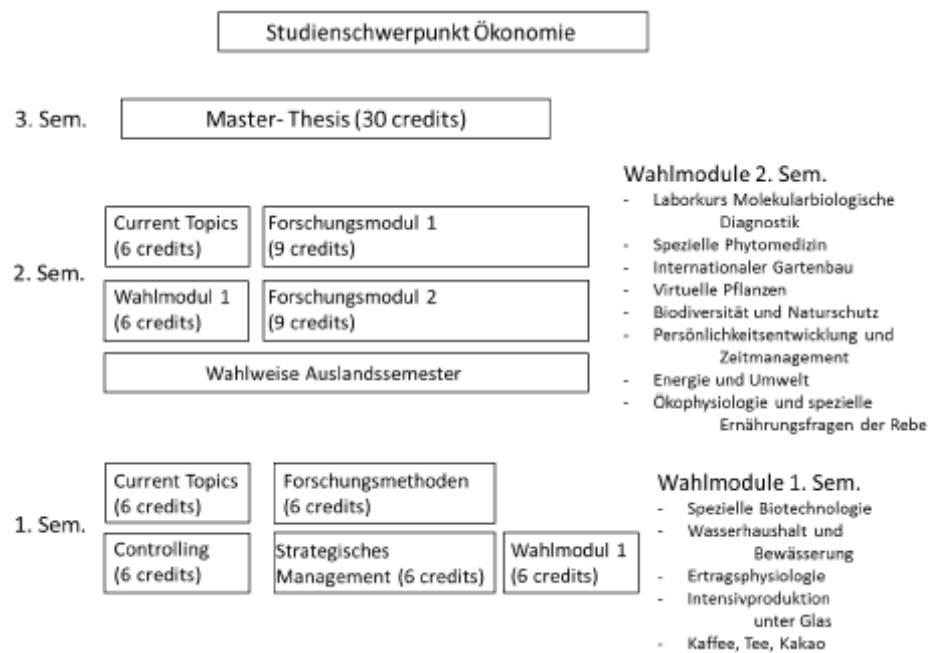 Studienschwerpunkt Ökonomie
3. Sem.
Master- Thesis (30 credits)
2. Sem.
Current Topics
(6 credits)
Forschungsmodul 1
(9 credits)
Wahlmodul 1
(6 credits)
Forschungsmodul 2
(9 credits)
Wahlweise Auslandssemester
Wahlmodule 2. Sem.
- Laborkurs Molekularbiologische
Diagnostik
- Spezielle Phytomedizin
- Internationaler Gartenbau
- Virtuelle Pflanzen
- Biodiversität und Naturschutz
- Persönlichkeitsentwicklung und
Zeitmanagement
- Energie und Umwelt
- Ökophysiologie und spezielle
Ernährungsfragen der Rebe
1. Sem.
Current Topics
(6 credits)
Forschungsmethoden
(6 credits)
Controlling
(6 credits)
Strategisches
Management (6 credits)
Wahlmodul 1
(6 credits)
Wahlmodule 1. Sem.
- Spezielle Biotechnologie
- Wasserhaushalt und
Bewässerung
- Ertragsphysiologie
- Intensivproduktion
unter Glas
- Kaffee, Tee, Kakao